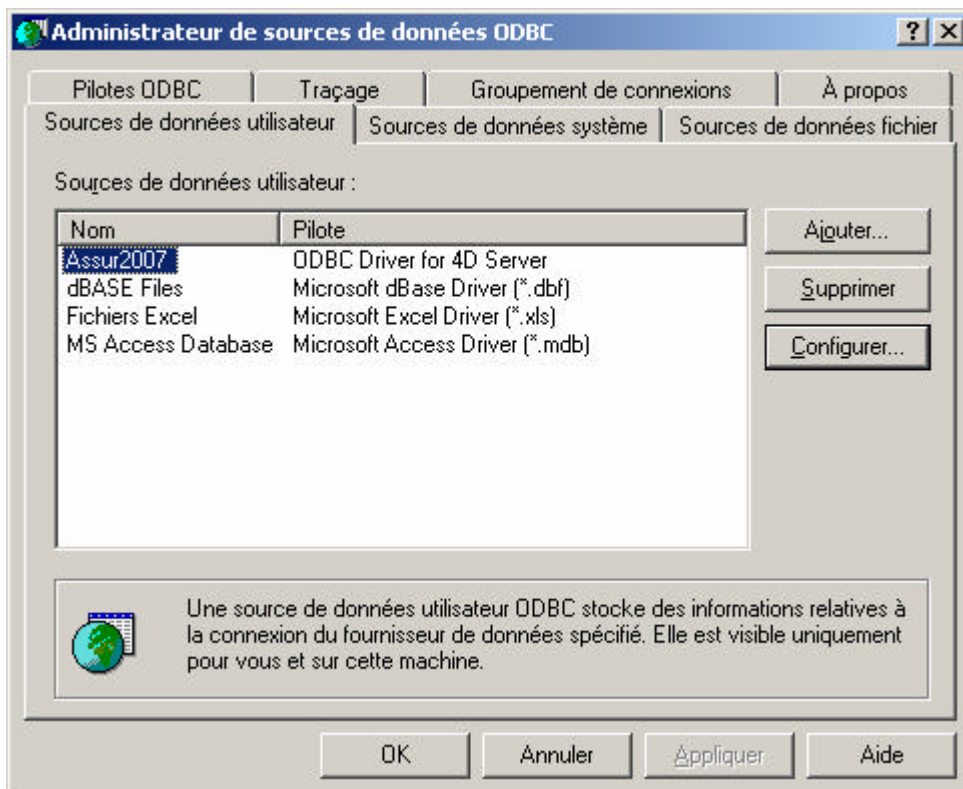 Administrateur de sources de données ODBC
Pilotes ODBC Traçage Groupement de connexions À propos
Sources de données utilisateur Sources de données système Sources de données fichier
Sources de données utilisateur :
Nom Pilote
Assur2007 ODBC Driver for 4D Server
dBASE Files Microsoft dBase Driver (*.dbf)
Fichiers Excel Microsoft Excel Driver (*.xls)
MS Access Database Microsoft Access Driver (*.mdb)
Ajouter...
Supprimer
Configurer...
Une source de données utilisateur ODBC stocke des informations relatives à
la connexion du fournisseur de données spécifié. Elle est visible uniquement
pour vous et sur cette machine.
OK Annuler Appliquer Aide